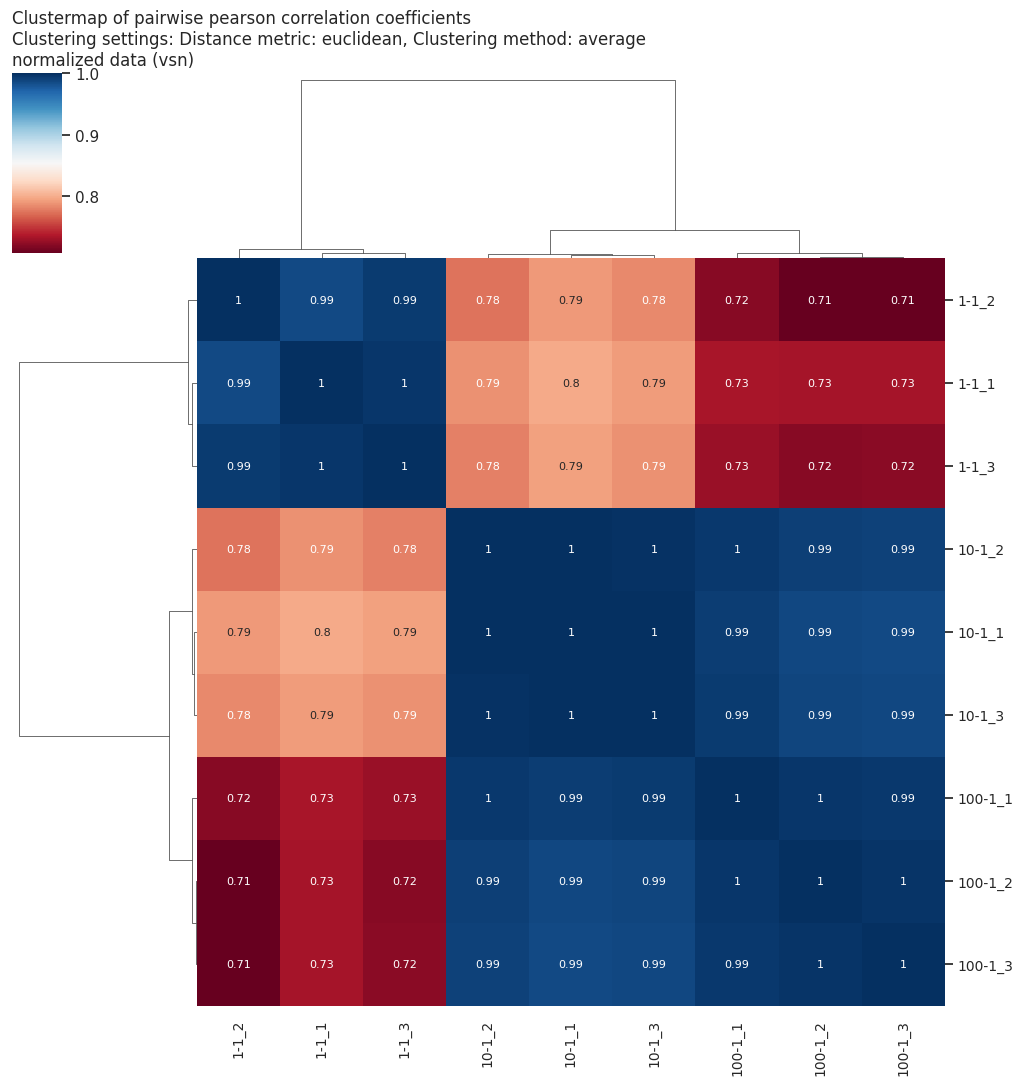 Clustermap of pairwise pearson correlation coefficients
Clustering settings: Distance metric: euclidean, Clustering method: average
normalized data (vsn)
1.0
0.9
0.8
1 0.99 0.99 0.78 0.79 0.78 0.72 0.71 0.71 1-1_2
0.99 1 1 0.79 0.8 0.79 0.73 0.73 0.73 1-1_1
0.99 1 1 0.78 0.79 0.79 0.73 0.72 0.72 1-1_3
0.78 0.79 0.78 1 1 1 1 0.99 0.99 10-1_2
0.79 0.8 0.79 1 1 1 0.99 0.99 0.99 10-1_1
0.78 0.79 0.79 1 1 1 0.99 0.99 0.99 10-1_3
0.72 0.73 0.73 1 0.99 0.99 1 1 0.99 100-1_1
0.71 0.73 0.72 0.99 0.99 0.99 1 1 1 100-1_2
0.71 0.73 0.72 0.99 0.99 0.99 0.99 1 1 100-1_3
1-1_2 1-1_1 1-1_3 10-1_2 10-1_1 10-1_3 100-1_1 100-1_2 100-1_3